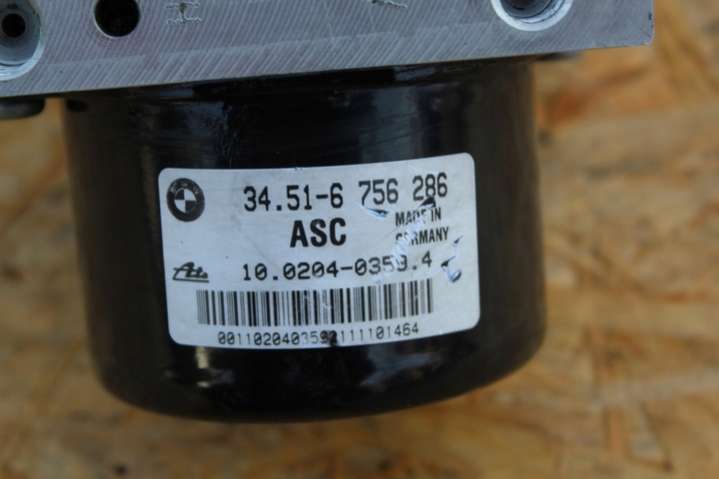 34.51-6 756 286
ASC
MADE IN
GERMANY
Ate 10.0204-0359.4